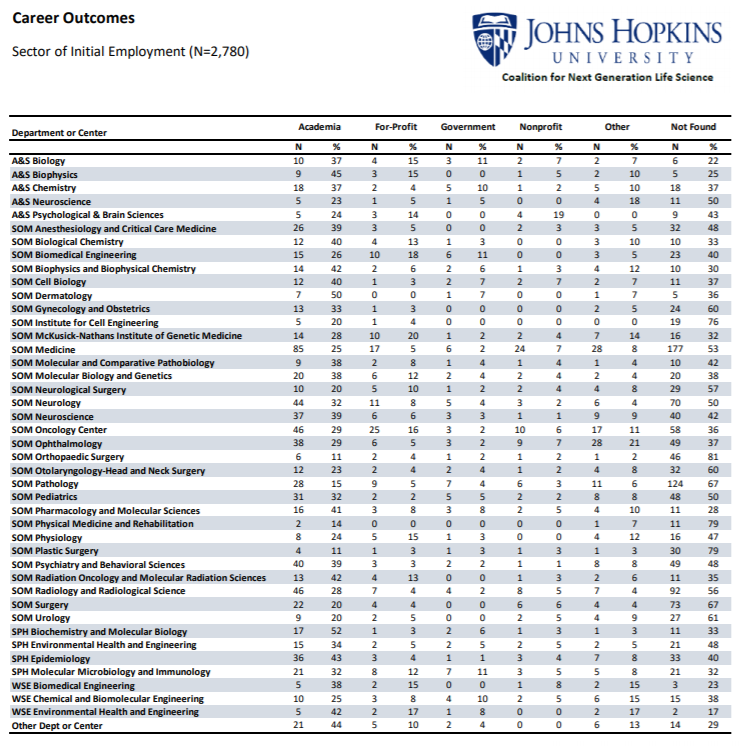 Career Outcomes
Sector of Initial Employment (N=2,780)
JOHNS HOPKINS
UNIVERSITY
Coalition for Next Generation Life Science
Department or Center Academia For-Profit Government Nonprofit Other Not Found
N % N % N % N % N % N %
A&S Biology 10 37 4 15 3 11 2 7 2 7 6 22
A&S Biophysics 9 45 3 15 0 0 1 5 2 10 5 25
A&S Chemistry 18 37 2 4 5 10 1 2 5 10 18 37
A&S Neuroscience 5 23 1 5 1 5 0 0 4 18 11 50
A&S Psychological & Brain Sciences 5 24 3 14 0 0 4 19 0 0 9 43
SOM Anesthesiology and Critical Care Medicine 26 39 3 5 0 0 2 3 3 5 32 48
SOM Biological Chemistry 12 40 4 13 1 3 0 0 3 10 10 33
SOM Biomedical Engineering 15 26 10 18 6 11 0 0 3 5 23 40
SOM Biophysics and Biophysical Chemistry 14 42 2 6 2 6 1 3 4 12 10 30
SOM Cell Biology 12 40 1 3 2 7 2 7 2 7 11 37
SOM Dermatology 7 50 0 0 1 7 0 0 1 7 5 36
SOM Gynecology and Obstetrics 13 33 1 3 0 0 0 0 2 5 24 60
SOM Institute for Cell Engineering 5 20 1 4 0 0 0 0 0 0 19 76
SOM McKusick-Nathans Institute of Genetic Medicine 14 28 10 20 1 2 2 4 7 14 16 32
SOM Medicine 85 25 17 5 6 2 24 7 28 8 177 53
SOM Molecular and Comparative Pathobiology 9 38 2 8 1 4 1 4 1 4 10 42
SOM Molecular Biology and Genetics 20 38 6 12 2 4 2 4 2 4 20 38
SOM Neurological Surgery 10 20 5 10 1 2 2 4 4 8 29 57
SOM Neurology 44 32 11 8 5 4 3 2 6 4 70 50
SOM Neuroscience 37 39 6 6 3 3 1 1 9 9 40 42
SOM Oncology Center 46 29 25 16 3 2 10 6 17 11 58 36
SOM Ophthalmology 38 29 6 5 3 2 9 7 28 21 49 37
SOM Orthopaedic Surgery 6 11 2 4 1 2 1 2 1 2 46 81
SOM Otolaryngology-Head and Neck Surgery 12 23 2 4 2 4 1 2 4 8 32 60
SOM Pathology 28 15 9 5 7 4 6 3 11 6 124 67
SOM Pediatrics 31 32 2 2 5 5 2 2 8 8 48 50
SOM Pharmacology and Molecular Sciences 16 41 3 8 3 8 2 5 4 10 11 28
SOM Physical Medicine and Rehabilitation 2 14 0 0 0 0 0 0 1 7 11 79
SOM Physiology 8 24 5 15 1 3 0 0 4 12 16 47
SOM Plastic Surgery 4 11 1 3 1 3 1 3 1 3 30 79
SOM Psychiatry and Behavioral Sciences 40 39 3 3 2 2 1 1 8 8 49 48
SOM Radiation Oncology and Molecular Radiation Sciences 13 42 4 13 0 0 1 3 2 6 11 35
SOM Radiology and Radiological Science 46 28 7 4 4 2 8 5 7 4 92 56
SOM Surgery 22 20 4 4 0 0 6 6 4 4 73 67
SOM Urology 9 20 2 5 0 0 2 5 4 9 27 61
SPH Biochemistry and Molecular Biology 17 52 1 3 2 6 1 3 1 3 11 33
SPH Environmental Health and Engineering 15 34 2 5 2 5 2 5 2 5 21 48
SPH Epidemiology 36 43 3 4 1 1 3 4 7 8 33 40
SPH Molecular Microbiology and Immunology 21 32 8 12 7 11 3 5 5 8 21 32
WSE Biomedical Engineering 5 38 2 15 0 0 1 8 2 15 3 23
WSE Chemical and Biomolecular Engineering 10 25 3 8 4 10 2 5 6 15 15 38
WSE Environmental Health and Engineering 5 42 2 17 1 8 0 0 2 17 2 17
Other Dept or Center 21 44 5 10 2 4 0 0 6 13 14 29